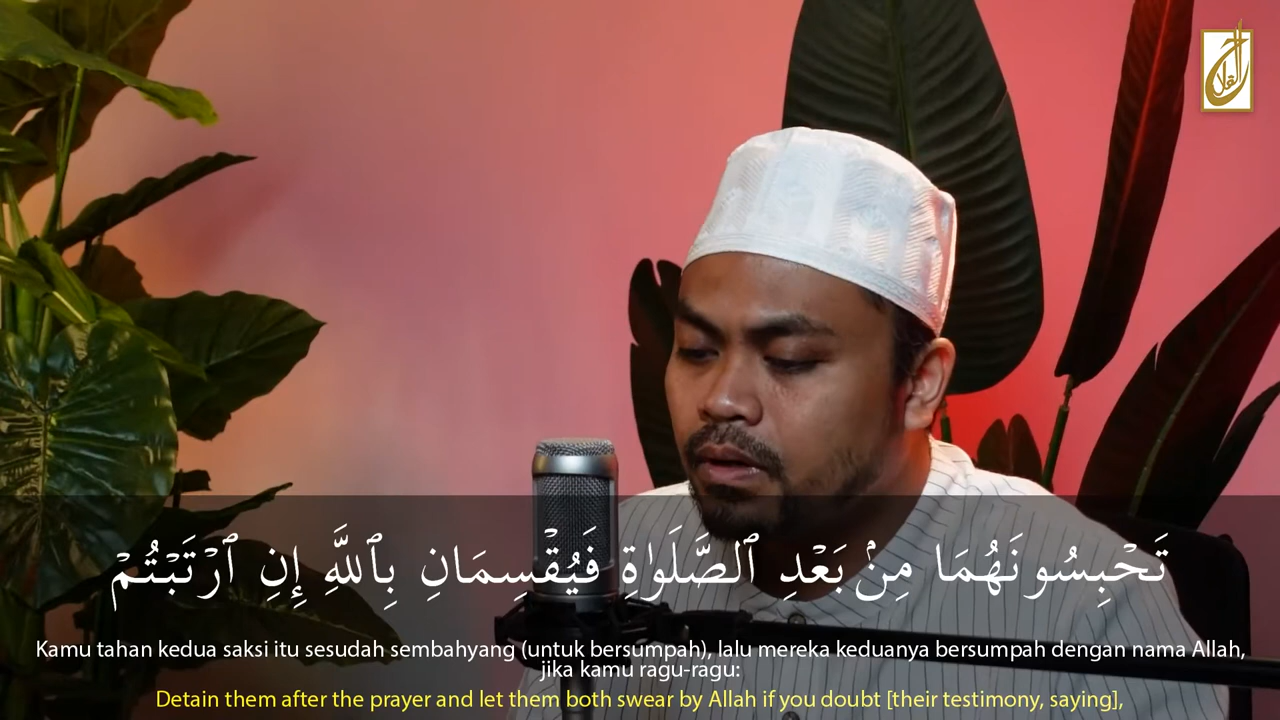 تَحْبِسُونَهُمَا مِنۢ بَعْدِ ٱلصَّلَوٰةِ فَيُقْسِمَانِ بِٱللَّهِ إِنِ ٱرْتَبْتُمْ
Kamu tahan kedua saksi itu sesudah sembahyang (untuk bersumpah), lalu mereka keduanya bersumpah dengan nama Allah,
jika kamu ragu-ragu:
Detain them after the prayer and let them both swear by Allah if you doubt [their testimony, saying],